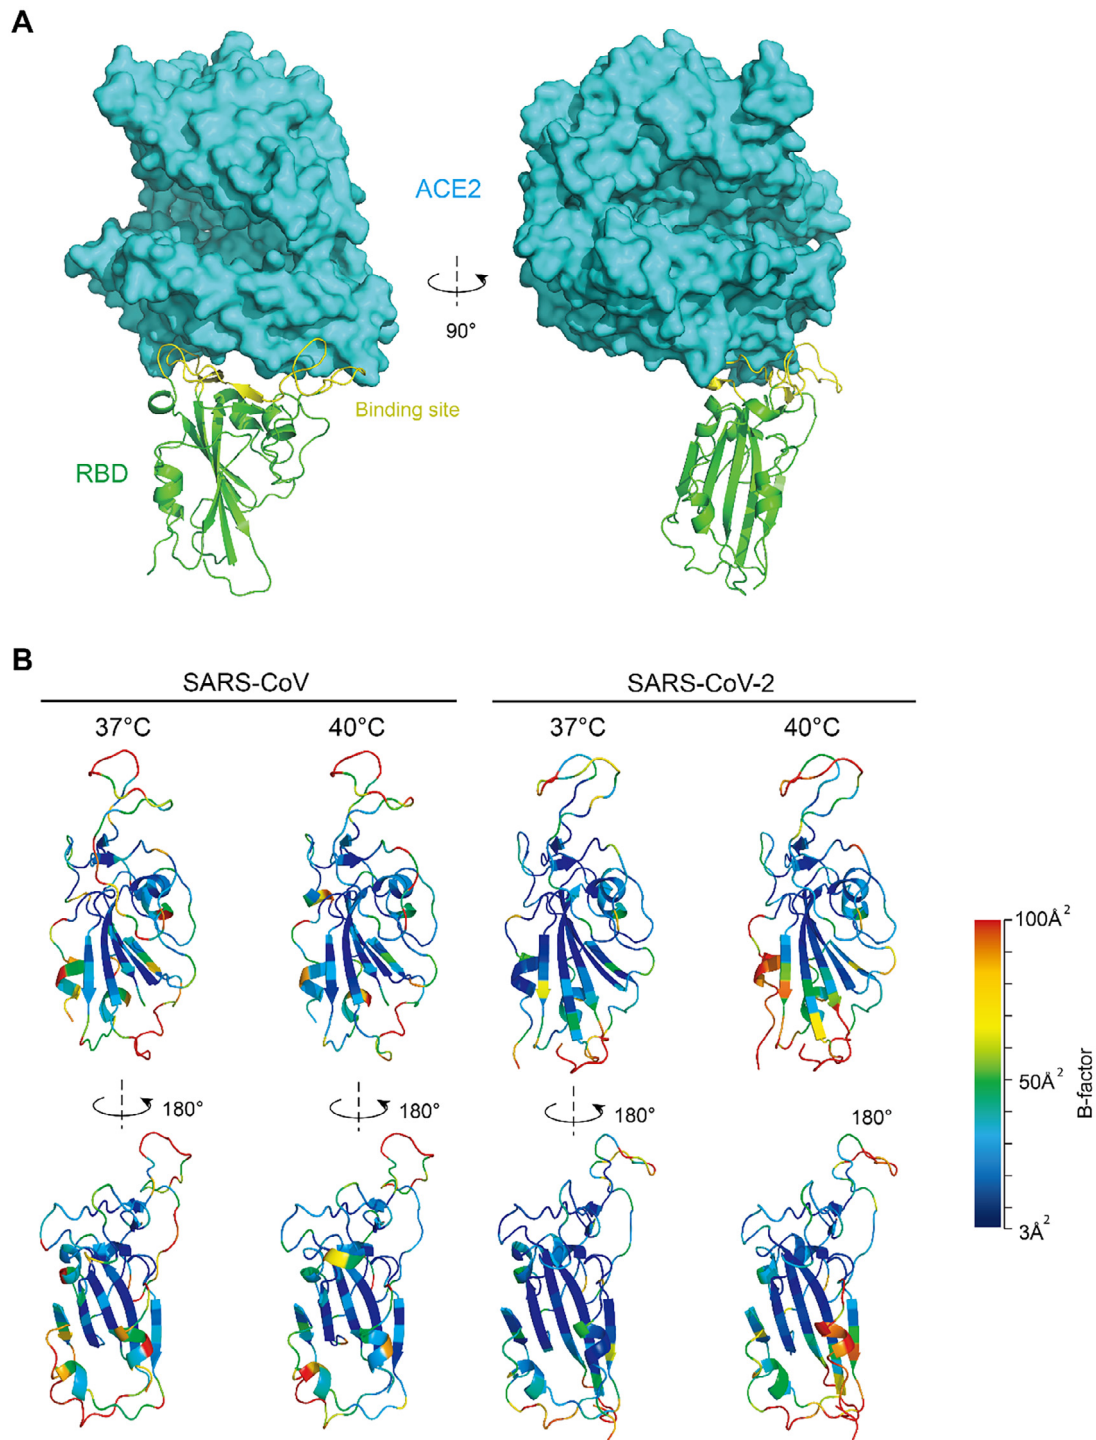 A
ACE2
90°
Binding site
RBD
B
SARS-CoV
SARS-CoV-2
37°C
40°C
37°C
40°C
100Å²
50Å²
3Å²
B-factor
180°
180°
180°
180°